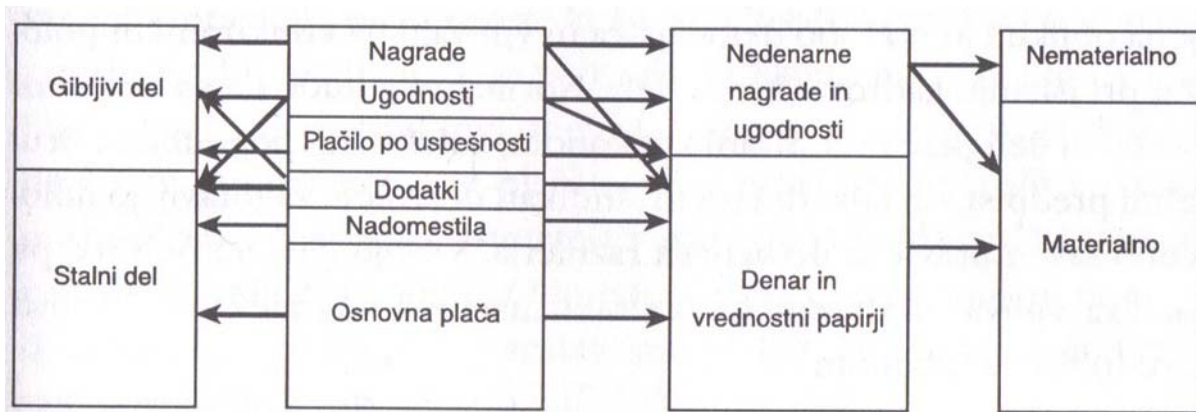 Gibljivi del
Stalni del
Nagrade
Ugodnosti
Plačilo po uspešnosti
Dodatki
Nadomestila
Osnovna plača
Nedenarne
nagrade in
ugodnosti
Denar in
vrednostni papirji
Nematerialno
Materialno